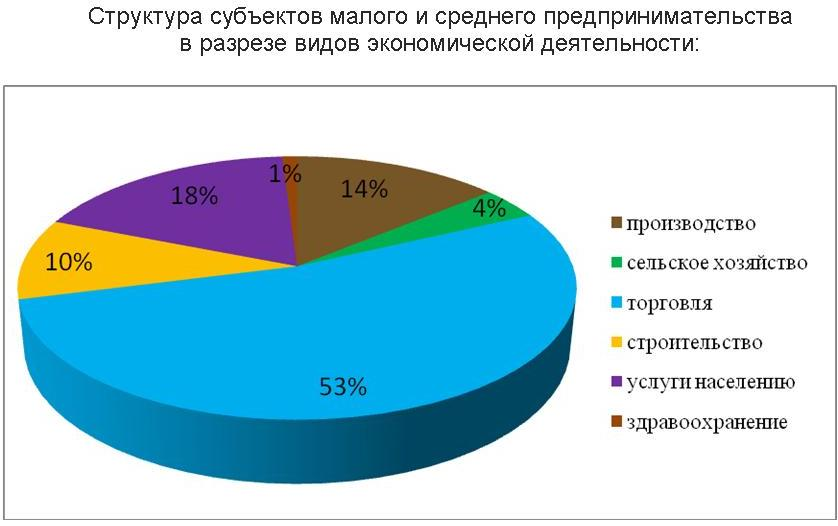 Структура субъектов малого и среднего предпринимательства
в разрезе видов экономической деятельности:
1%
14%
18%
4%
10%
53%
производство
сельское хозяйство
торговля
строительство
услуги населению
здравоохранение